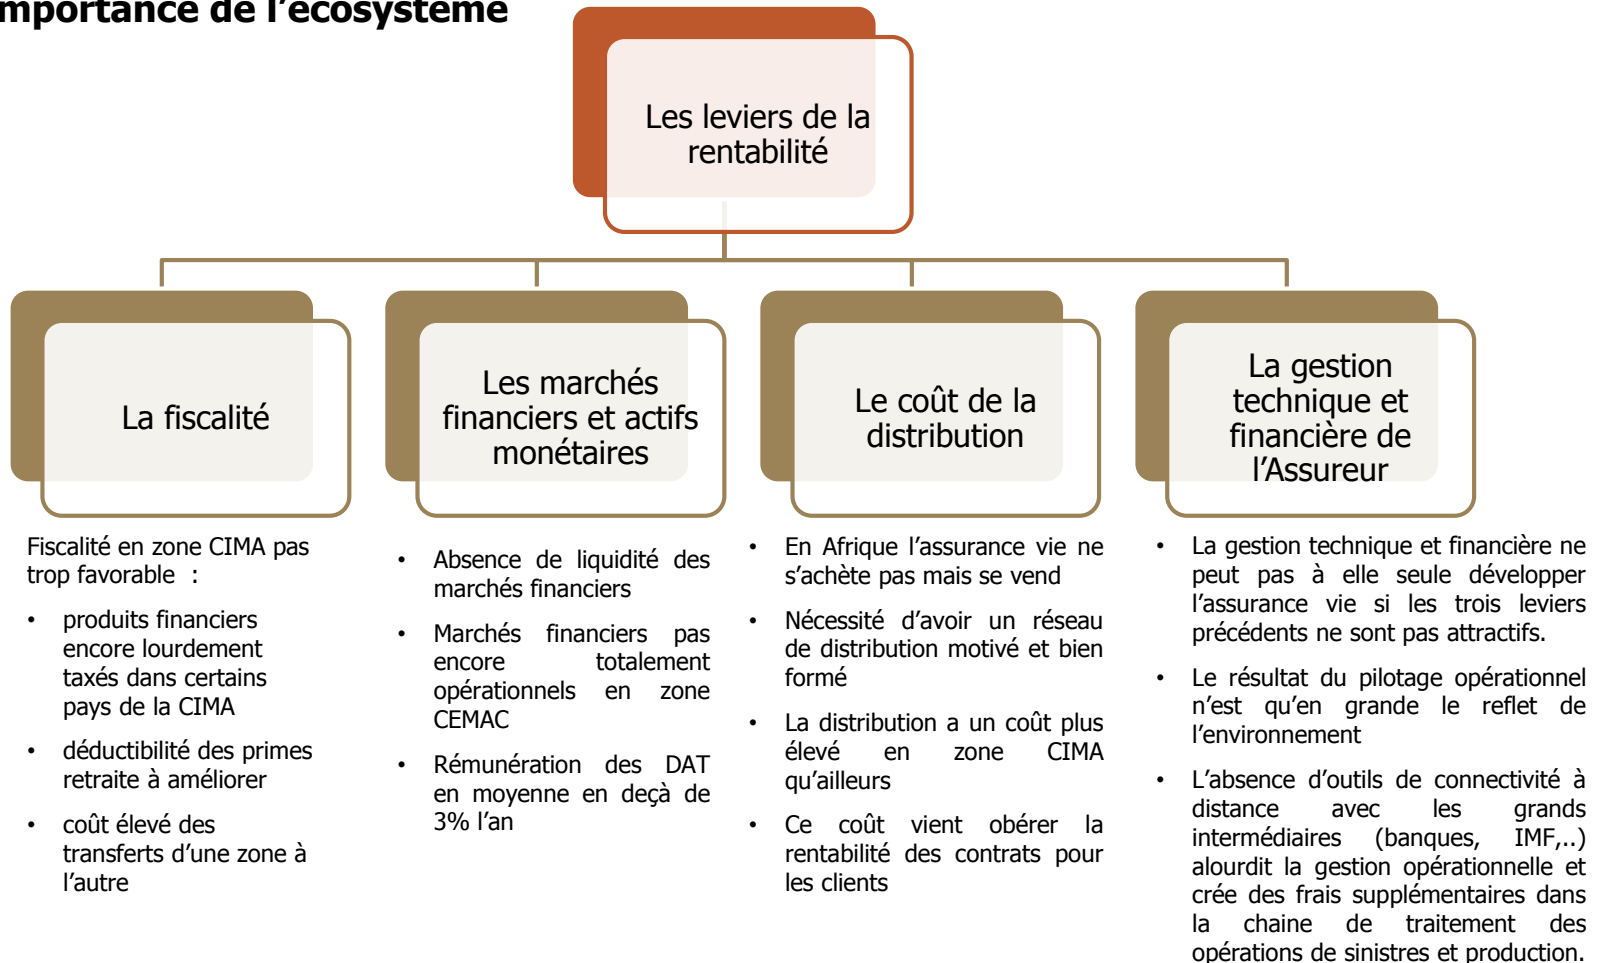 mportance de l'écosystème
Les leviers de la
rentabilité
La fiscalité
Les marchés
financiers et actifs
monétaires
Le coût de la
distribution
La gestion
technique et
financière de
l'Assureur
Fiscalité en zone CIMA pas
trop favorable :
• produits financiers
encore lourdement
taxés dans certains
pays de la CIMA
• déductibilité des primes
retraite à améliorer
• coût élevé des
transferts d'une zone à
l'autre
• Absence de liquidité des
marchés financiers
• Marchés financiers pas
encore totalement
opérationnels en zone
CEMAC
• Rémunération des DAT
en moyenne en deçà de
3% l'an
• En Afrique l'assurance vie ne
s'achète pas mais se vend
• Nécessité d'avoir un réseau
de distribution motivé et bien
formé
• La distribution a un coût plus
élevé en zone CIMA
qu'ailleurs
• Ce coût vient obérer la
rentabilité des contrats pour
les clients
• La gestion technique et financière ne
peut pas à elle seule développer
l'assurance vie si les trois leviers
précédents ne sont pas attractifs.
• Le résultat du pilotage opérationnel
n'est qu'en grande le reflet de
l'environnement
• L'absence d'outils de connectivité à
distance avec les grands
intermédiaires (banques, IMF,..)
alourdit la gestion opérationnelle et
crée des frais supplémentaires dans
la chaine de traitement des
opérations de sinistres et production.